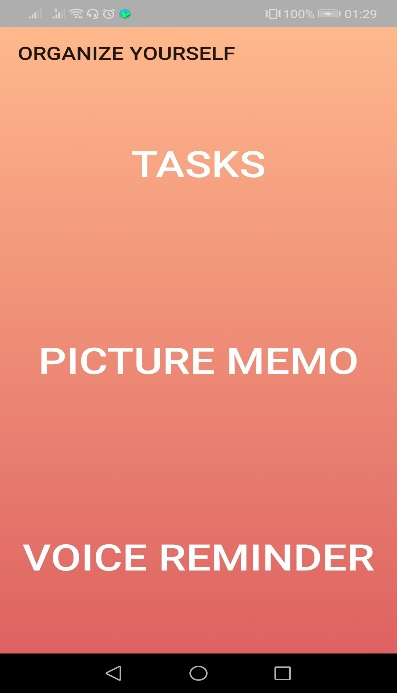 100% 01:29
ORGANIZE YOURSELF
TASKS
PICTURE MEMO
VOICE REMINDER